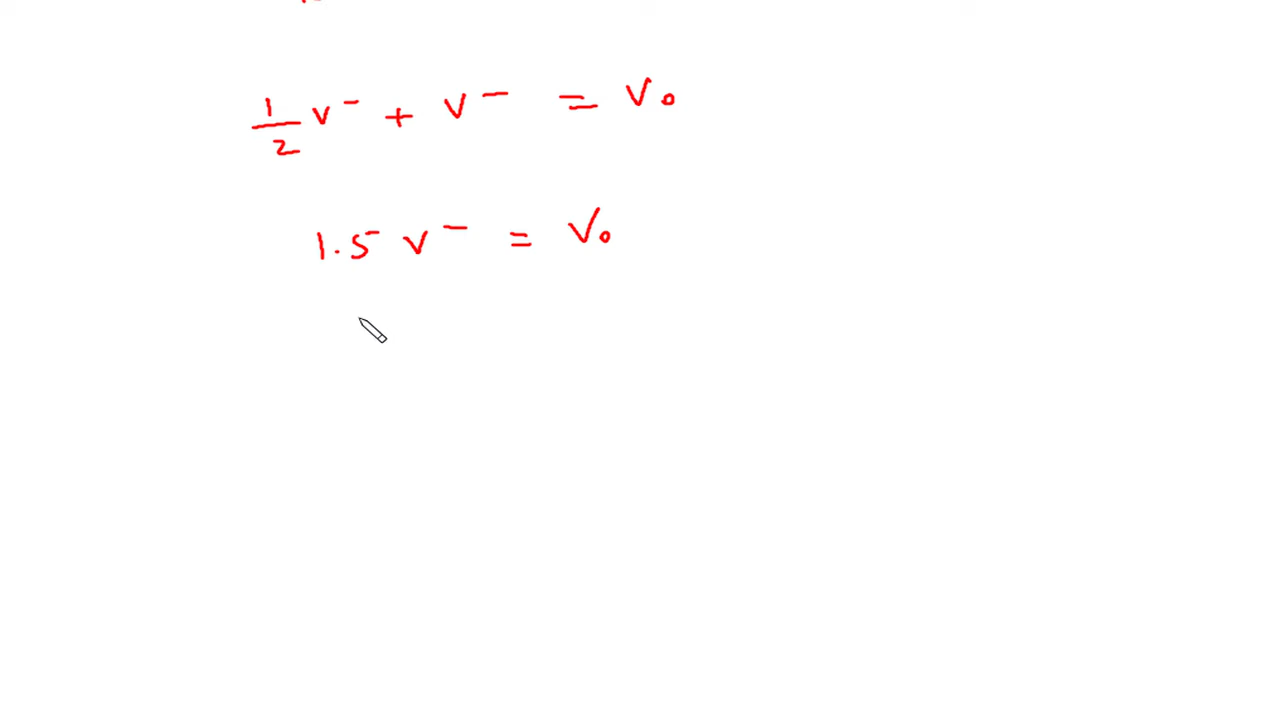 1/2 v⁻ + v⁻ = v₀
1.5 v⁻ = V₀